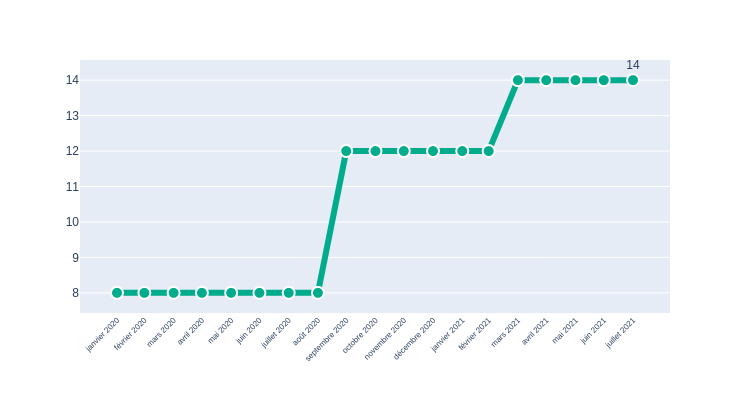 14
14
13
12
11
10
9
8
janvier 2020
février 2020
mars 2020
avril 2020
mai 2020
juin 2020
juillet 2020
août 2020
septembre 2020
octobre 2020
novembre 2020
décembre 2020
janvier 2021
février 2021
mars 2021
avril 2021
mai 2021
juin 2021
juillet 2021